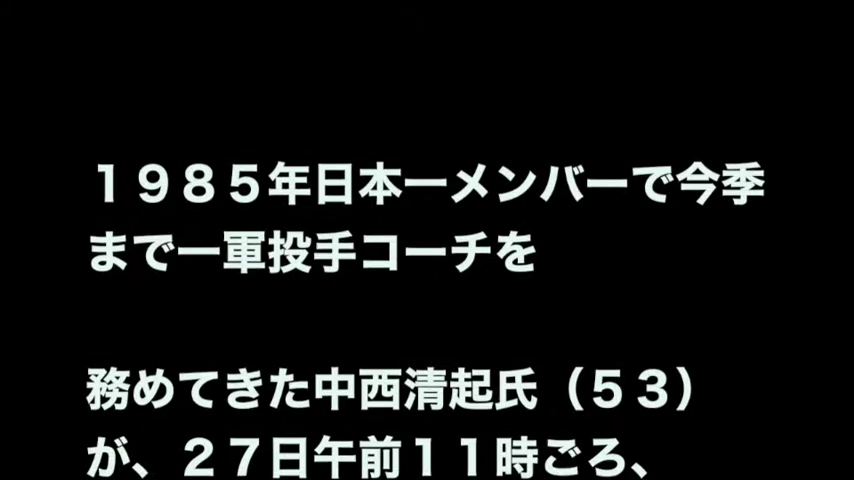 １９８５年日本一メンバーで今季
まで一軍投手コーチを
務めてきた中西清起氏（５３）
が、２７日午前１１時ごろ、